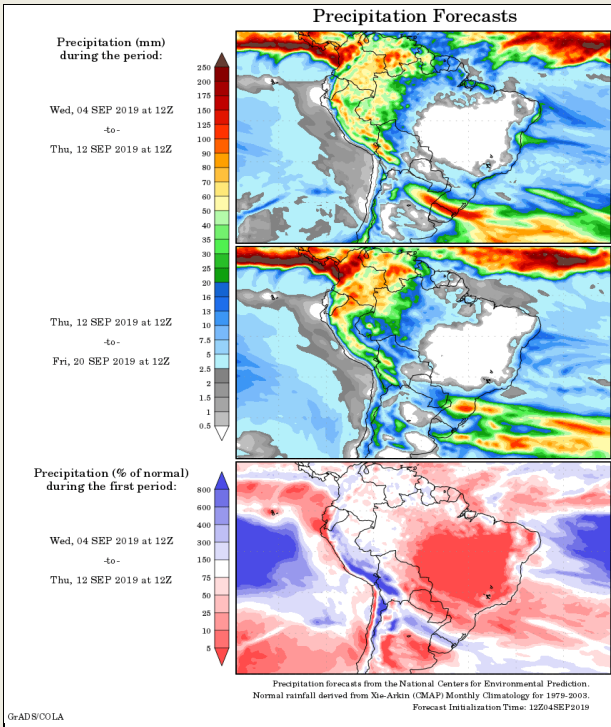 Precipitation Forecasts
Precipitation (mm)
during the period:
Wed, 04 SEP 2019 at 12Z
-to-
Thu, 12 SEP 2019 at 12Z
250
200
175
150
125
100
90
80
70
60
50
40
35
30
25
20
16
13
10
7.5
5
2.5
2
1.5
1
0.5
Thu, 12 SEP 2019 at 12Z
-to-
Fri, 20 SEP 2019 at 12Z
Precipitation (% of normal)
during the first period:
Wed, 04 SEP 2019 at 12Z
-to-
Thu, 12 SEP 2019 at 12Z
800
600
400
300
150
75
50
25
10
5
Precipitation forecasts from the National Centers for Environmental Prediction.
Normal rainfall derived from Xie-Arkin (CMAP) Monthly Climatology for 1979-2003.
Forecast Initialization Time: 12Z04SEP2019
GrADS/COLA